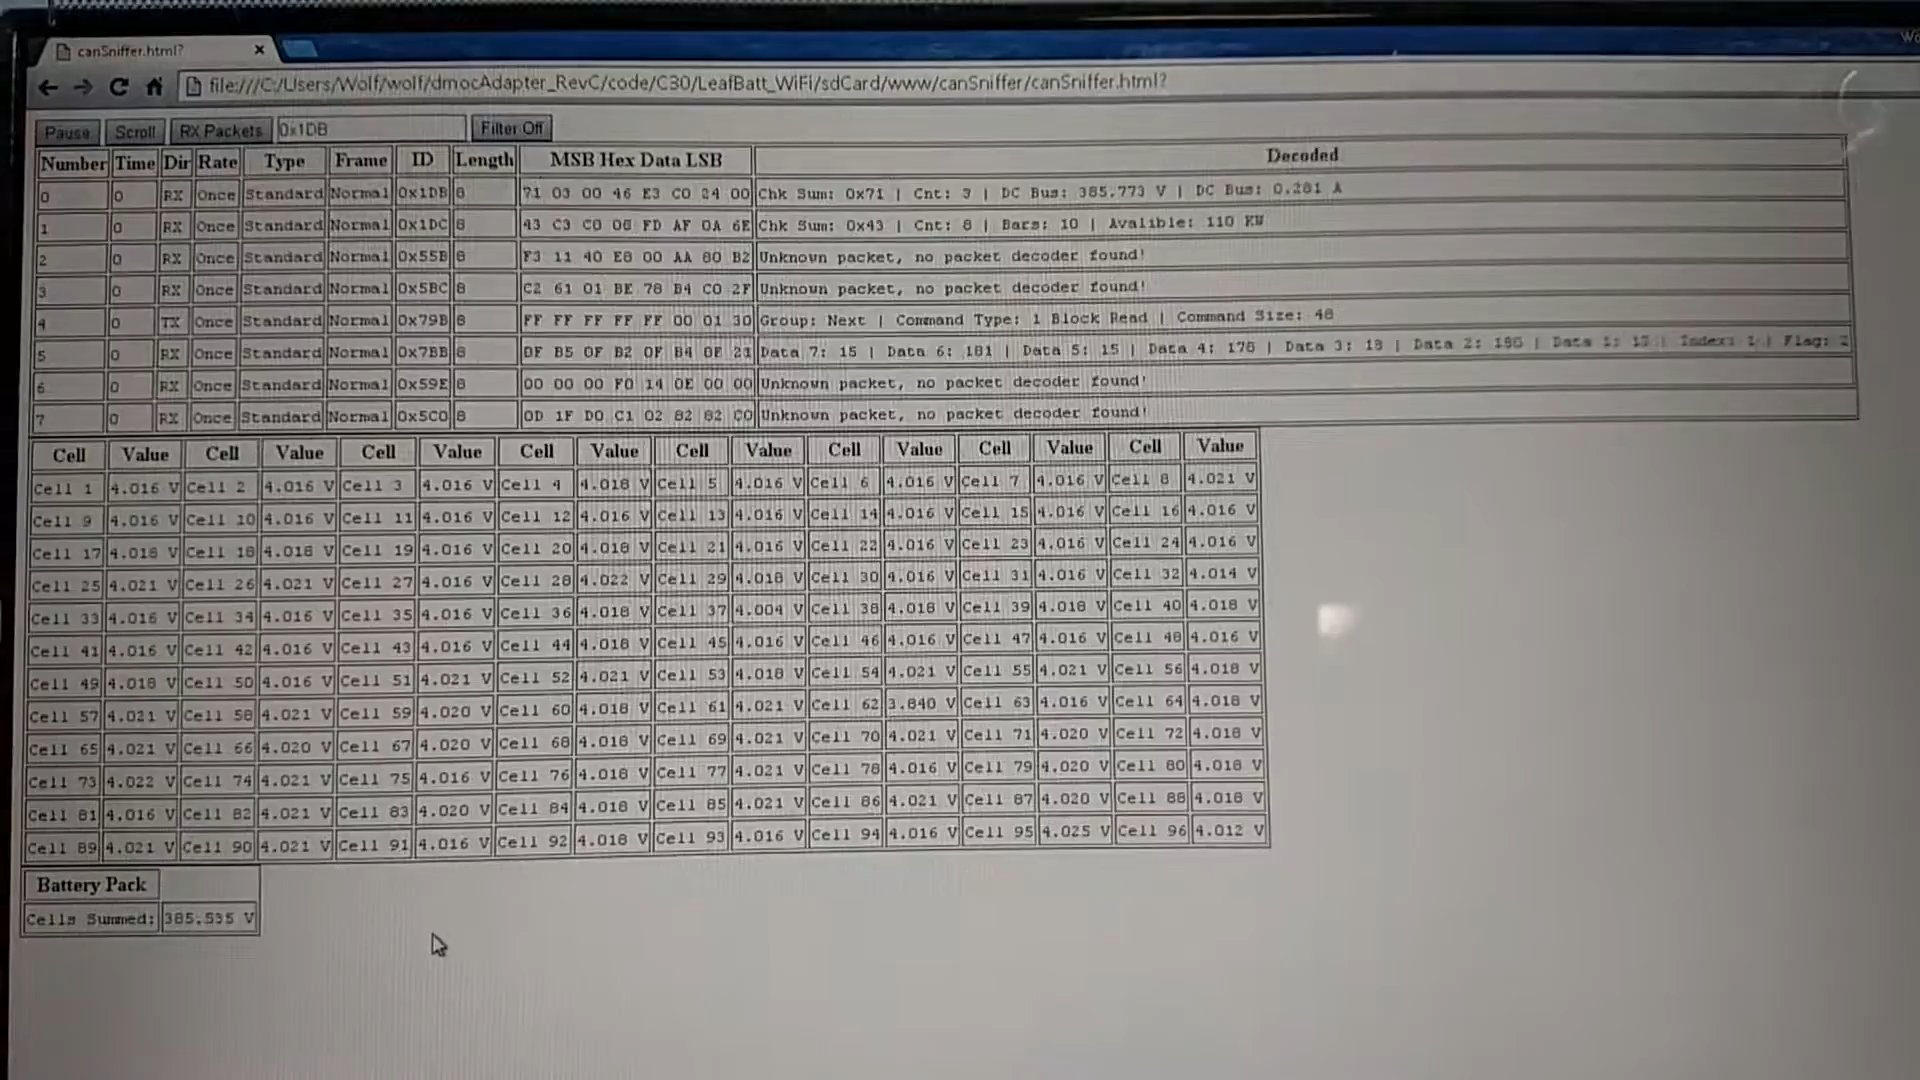 canSniffer.html?
file:///C:/Users/Wolf/wolf/dmocAdapter_RevC/code/C30/LeafBatt_WiFi/sdCard/www/canSniffer/canSniffer.html?
Pause Scroll RX Packets 0x1DB Filter Off
Number Time Dir Rate Type Frame ID Length MSB Hex Data LSB Decoded
0 0 RX Once Standard Normal 0x1DB 8 71 03 00 46 E3 C0 24 00 Chk Sum: 0x71 | Cnt: 3 | DC Bus: 385.773 V | DC Bus: 0.281 A
1 0 RX Once Standard Normal 0x1DC 8 43 C3 C0 08 FD AF 0A 6E Chk Sum: 0x43 | Cnt: 8 | Bars: 10 | Avalible: 110 KW
2 0 RX Once Standard Normal 0x55B 8 F3 11 40 E8 00 AA 80 B2 Unknown packet, no packet decoder found!
3 0 RX Once Standard Normal 0x5BC 8 C2 61 01 BE 78 B4 C0 2F Unknown packet, no packet decoder found!
4 0 TX Once Standard Normal 0x79B 8 FF FF FF FF FF 00 01 30 Group: Next | Command Type: 1 Block Read | Command Size: 48
5 0 RX Once Standard Normal 0x7BB 8 0F B5 0F B2 0F B4 0F 21 Data 7: 15 | Data 6: 181 | Data 5: 15 | Data 4: 178 | Data 3: 18 | Data 2: Data 1: Index: 1 | Flag: 2
6 0 RX Once Standard Normal 0x59E 8 00 00 00 F0 14 0E 00 00 Unknown packet, no packet decoder found!
7 0 RX Once Standard Normal 0x5C0 8 0D 1F D0 C1 02 82 82 C0 Unknown packet, no packet decoder found!
Cell Value Cell Value Cell Value Cell Value Cell Value Cell Value Cell Value Cell Value
Cell 1 4.016 V Cell 2 4.016 V Cell 3 4.016 V Cell 4 4.018 V Cell 5 4.016 V Cell 6 4.016 V Cell 7 4.016 V Cell 8 4.021 V
Cell 9 4.016 V Cell 10 4.016 V Cell 11 4.016 V Cell 12 4.016 V Cell 13 4.016 V Cell 14 4.016 V Cell 15 4.016 V Cell 16 4.016 V
Cell 17 4.018 V Cell 18 4.018 V Cell 19 4.016 V Cell 20 4.018 V Cell 21 4.016 V Cell 22 4.016 V Cell 23 4.016 V Cell 24 4.016 V
Cell 25 4.021 V Cell 26 4.021 V Cell 27 4.016 V Cell 28 4.022 V Cell 29 4.018 V Cell 30 4.016 V Cell 31 4.016 V Cell 32 4.014 V
Cell 33 4.016 V Cell 34 4.016 V Cell 35 4.016 V Cell 36 4.018 V Cell 37 4.004 V Cell 38 4.018 V Cell 39 4.018 V Cell 40 4.018 V
Cell 41 4.016 V Cell 42 4.016 V Cell 43 4.016 V Cell 44 4.018 V Cell 45 4.016 V Cell 46 4.016 V Cell 47 4.016 V Cell 48 4.016 V
Cell 49 4.018 V Cell 50 4.016 V Cell 51 4.021 V Cell 52 4.021 V Cell 53 4.018 V Cell 54 4.021 V Cell 55 4.021 V Cell 56 4.018 V
Cell 57 4.021 V Cell 58 4.021 V Cell 59 4.020 V Cell 60 4.018 V Cell 61 4.021 V Cell 62 3.840 V Cell 63 4.016 V Cell 64 4.018 V
Cell 65 4.021 V Cell 66 4.020 V Cell 67 4.020 V Cell 68 4.018 V Cell 69 4.021 V Cell 70 4.021 V Cell 71 4.020 V Cell 72 4.018 V
Cell 73 4.022 V Cell 74 4.021 V Cell 75 4.016 V Cell 76 4.018 V Cell 77 4.021 V Cell 78 4.016 V Cell 79 4.020 V Cell 80 4.018 V
Cell 81 4.016 V Cell 82 4.021 V Cell 83 4.020 V Cell 84 4.018 V Cell 85 4.021 V Cell 86 4.021 V Cell 87 4.020 V Cell 88 4.018 V
Cell 89 4.021 V Cell 90 4.021 V Cell 91 4.016 V Cell 92 4.018 V Cell 93 4.016 V Cell 94 4.016 V Cell 95 4.025 V Cell 96 4.012 V
Battery Pack
Cells Summed: 385.535 V